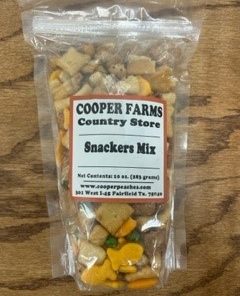 COOPER FARMS
Country Store
Snackers Mix
Net Contents: 10 oz. (283 grams)
www.cooperpeaches.com
301 West I-45 Fairfield Tx. 75840